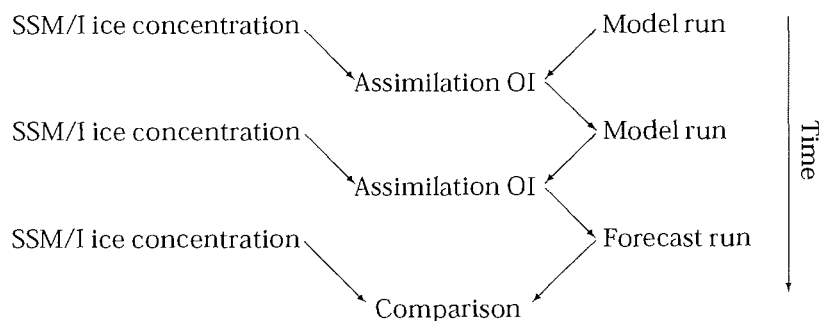 SSM/I ice concentration
Model run
Assimilation OI
SSM/I ice concentration
Model run
Assimilation OI
SSM/I ice concentration
Forecast run
Comparison
Time